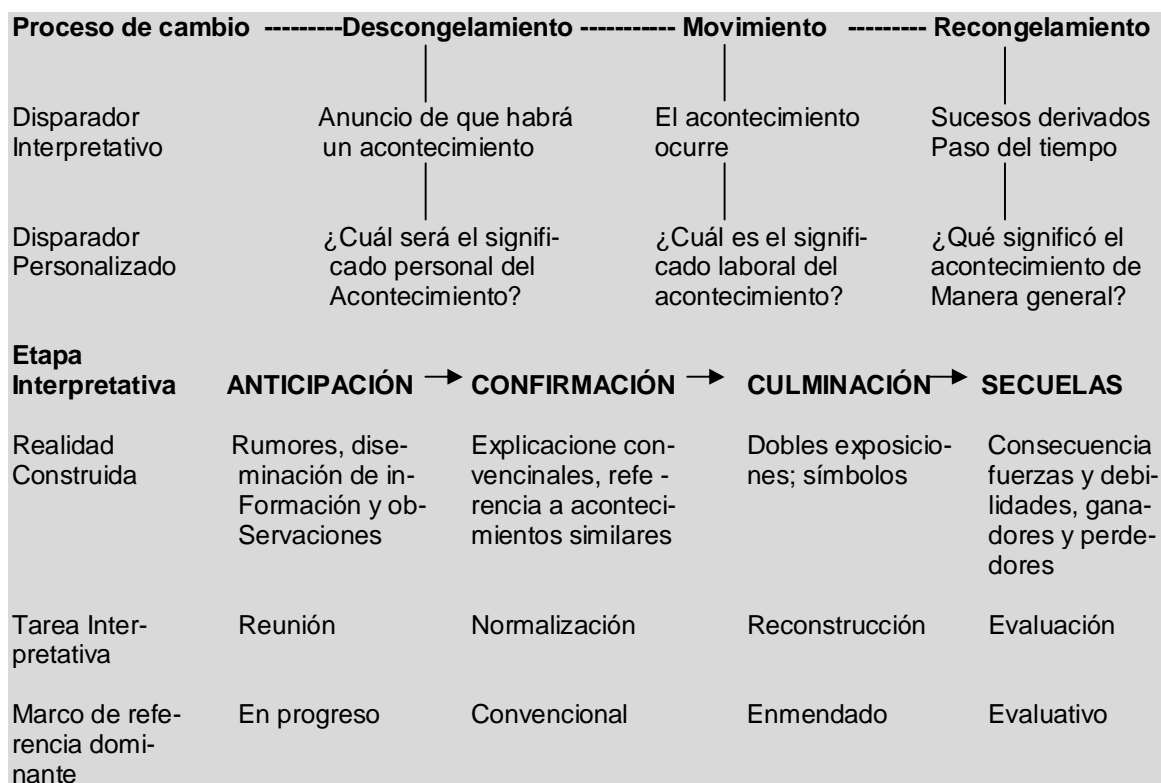 Proceso de cambio ---------Descongelamiento ----------- Movimiento --------- Recongelamiento
Disparador Anuncio de que habrá El acontecimiento Sucesos derivados
Interpretativo un acontecimiento ocurre Paso del tiempo
Disparador ¿Cuál será el signifi- ¿Cuál es el signifi- ¿Qué significó el
Personalizado cado personal del cado laboral del acontecimiento de
Acontecimiento? acontecimiento? Manera general?
Etapa
Interpretativa ANTICIPACIÓN → CONFIRMACIÓN → CULMINACIÓN → SECUELAS
Realidad Rumores, dise- Explicacione con- Dobles exposicio- Consecuencia
Construida minación de in- vencinales, refe - nes; símbolos fuerzas y debi-
Formación y ob- rencia a aconteci- lidades, gana-
Servaciones mientos similares dores y perde-
dores
Tarea Inter- Reunión Normalización Reconstrucción Evaluación
pretativa
Marco de refe- En progreso Convencional Enmendado Evaluativo
rencia domi-
nante